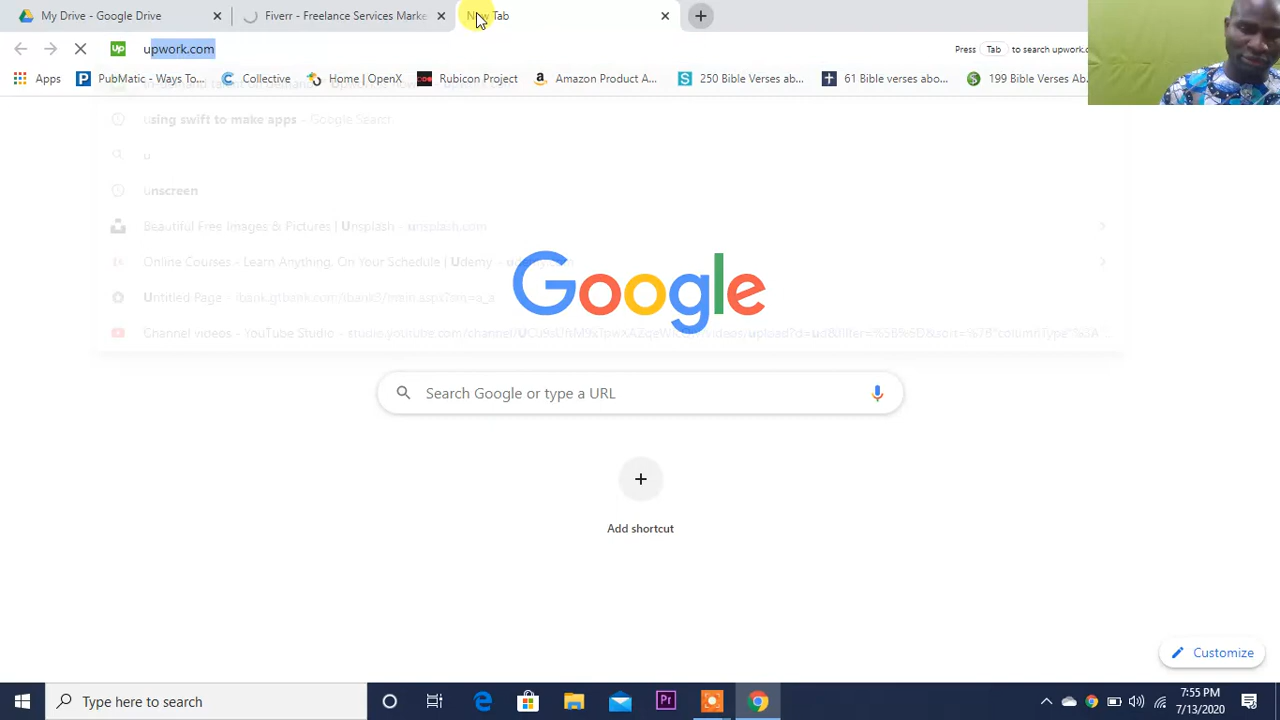 My Drive - Google Drive
Fiverr - Freelance Services Marke
New Tab
Up
upwork.com
Press Tab to search upwork.c
Apps
PubMatic - Ways To...
Collective
Home | OpenX
Rubicon Project
Amazon Product A...
250 Bible Verses ab...
61 Bible verses abo...
199 Bible Verses Ab
using swift to make apps - Google Search
u
unscreen
Beautiful Free Images & Pictures | Unsplash - unsplash.com
Online Courses - Learn Anything, On Your Schedule | Udemy
Untitled Page
Channel videos - YouTube Studio
Google
Search Google or type a URL
Add shortcut
Customize
Type here to search
Pr
7:55 PM
7/13/2020